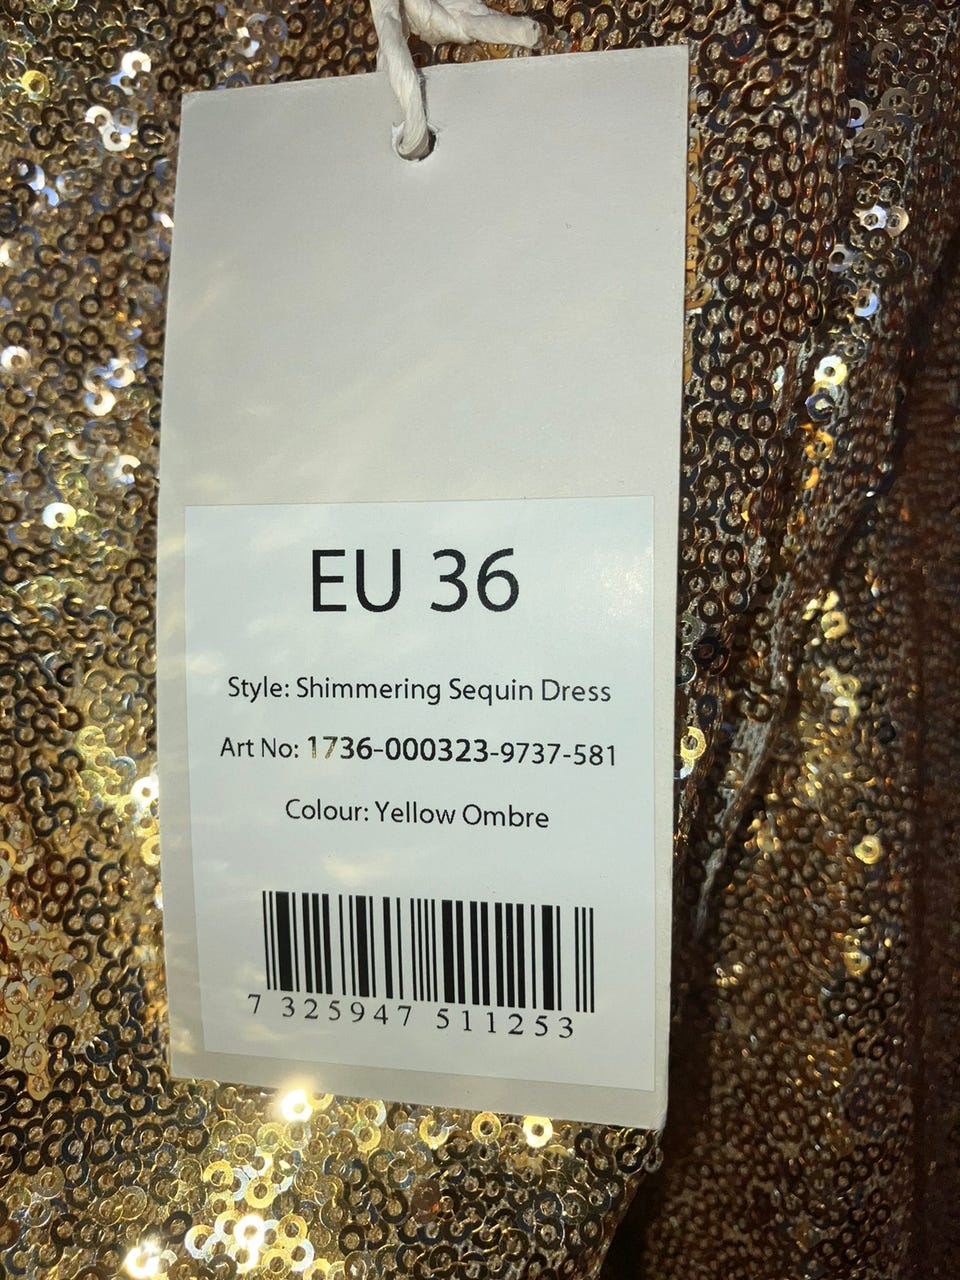 EU 36
Style: Shimmering Sequin Dress
Art No: 1736-000323-9737-581
Colour: Yellow Ombre
7 325947 511253